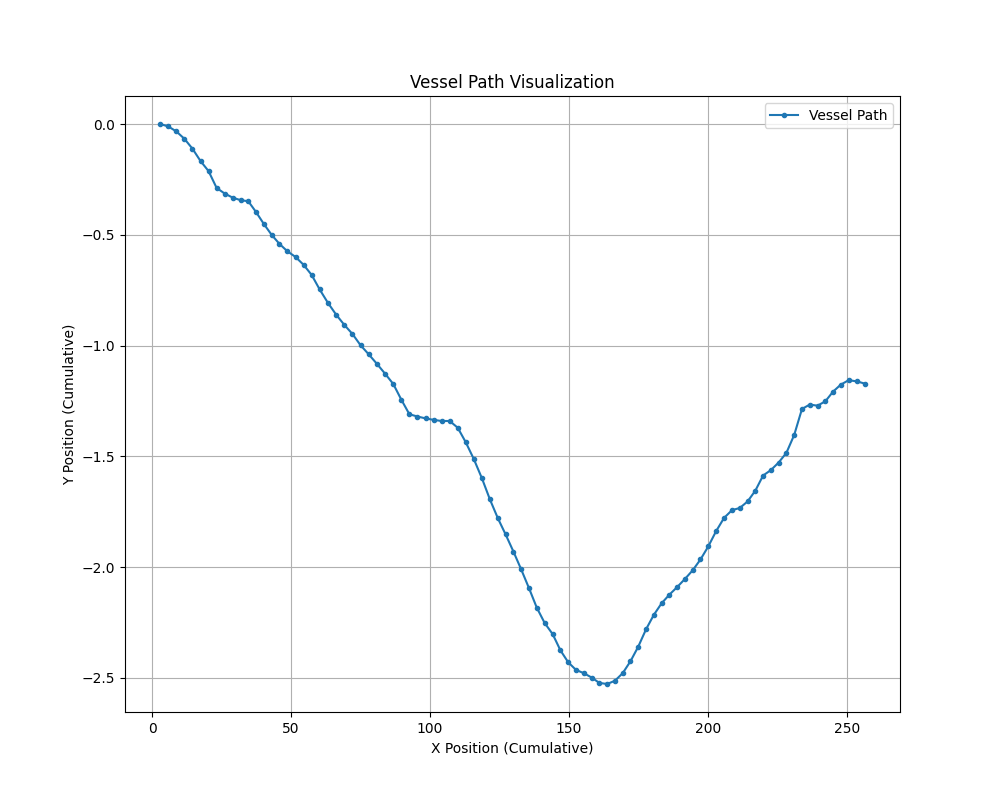 Vessel Path Visualization
Vessel Path
0.0
−0.5
−1.0
−1.5
−2.0
−2.5
Y Position (Cumulative)
0 50 100 150 200 250
X Position (Cumulative)